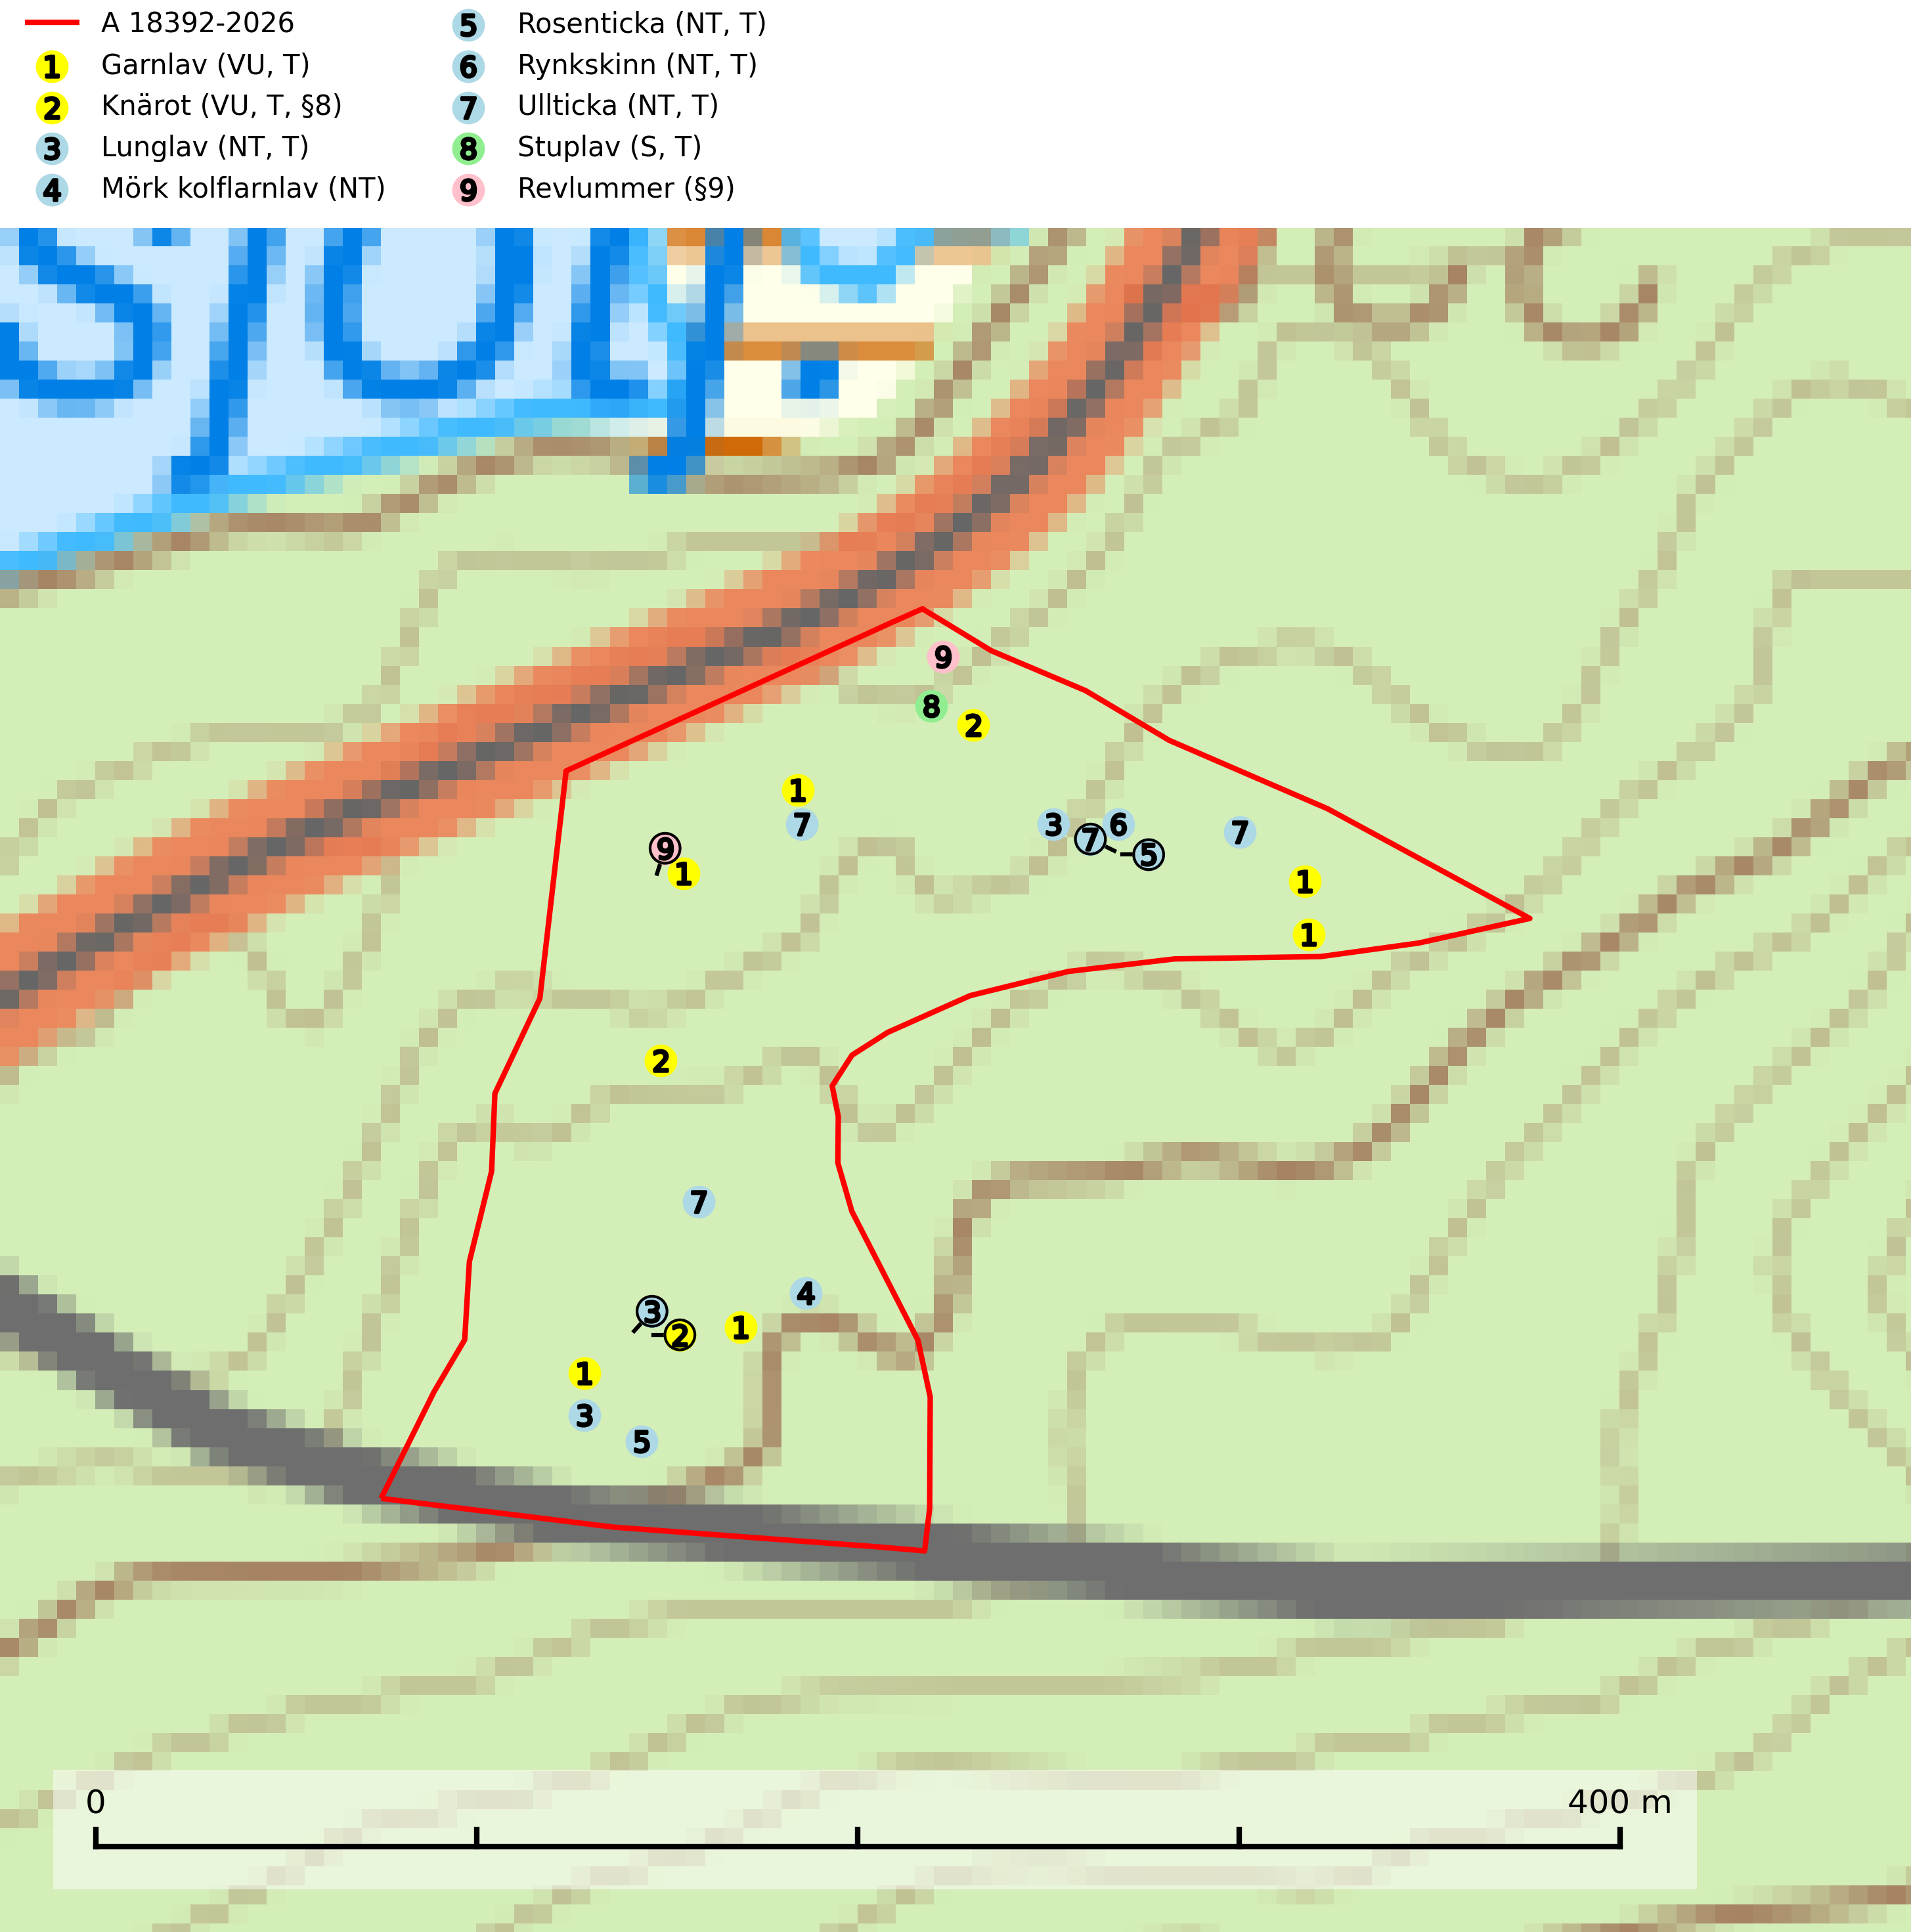 A 18392-2026
1 Garnlav (VU, T)
2 Knärot (VU, T, §8)
3 Lunglav (NT, T)
4 Mörk kolflarnlav (NT)
5 Rosenticka (NT, T)
6 Rynkskinn (NT, T)
7 Ullticka (NT, T)
8 Stuplav (S, T)
9 Revlummer (§9)
9
8
2
1
7
3
6
7
7
5
9
1
1
1
2
7
4
3
2
1
1
3
5
0
400 m